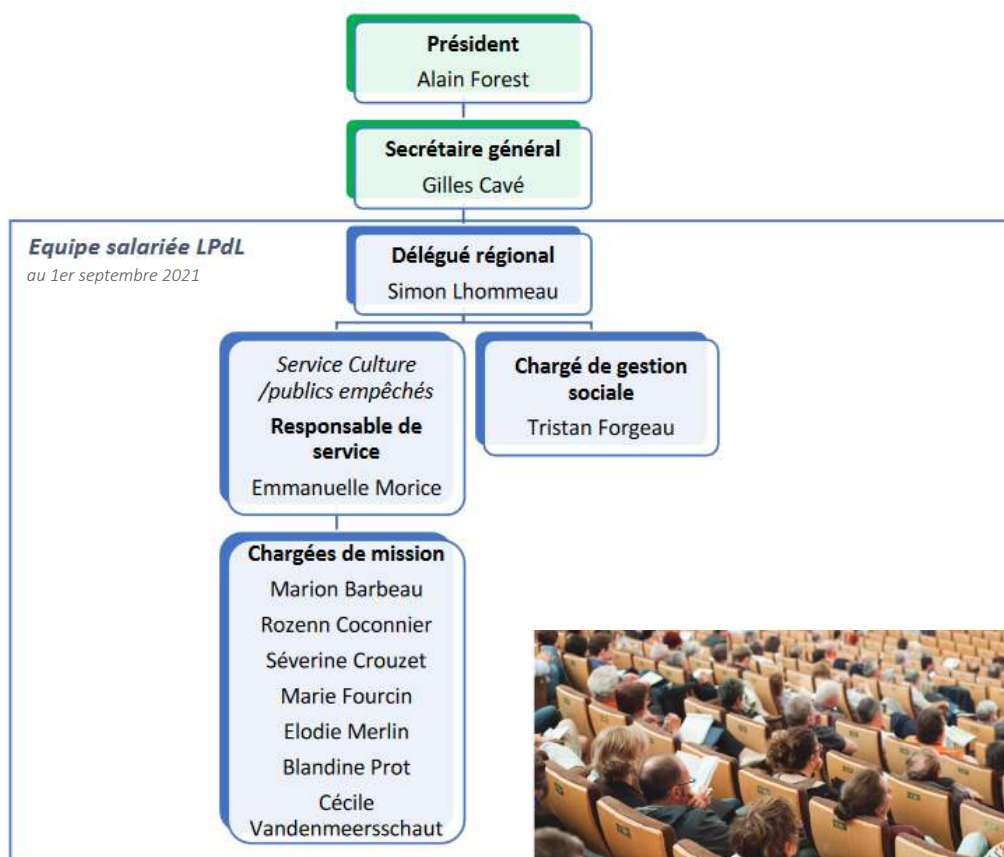 Président
Alain Forest
Secrétaire général
Gilles Cavé
Equipe salariée LPdL
au 1er septembre 2021
Délégué régional
Simon Lhommeau
Service Culture
/publics empêchés
Responsable de
service
Emmanuelle Morice
Chargé de gestion
sociale
Tristan Forgeau
Chargées de mission
Marion Barbeau
Rozenn Coconnier
Séverine Crouzet
Marie Fourcin
Elodie Merlin
Blandine Prot
Cécile
Vandenmeersschaut